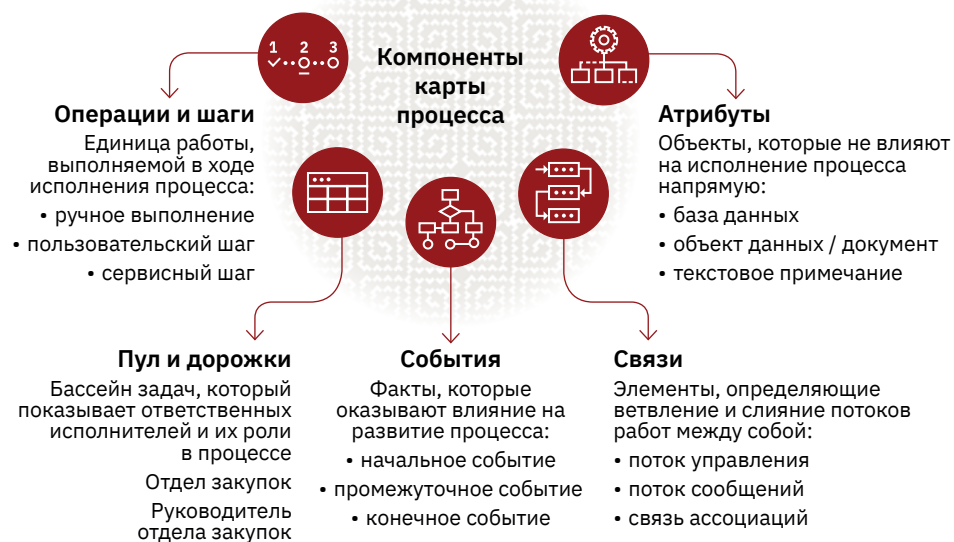 Компоненты
карты
процесса
1 2 3
Операции и шаги
Единица работы,
выполняемой в ходе
исполнения процесса:
• ручное выполнение
• пользовательский шаг
• сервисный шаг
Атрибуты
Объекты, которые не влияют
на исполнение процесса
напрямую:
• база данных
• объект данных / документ
• текстовое примечание
Пул и дорожки
Бассейн задач, который
показывает ответственных
исполнителей и их роли
в процессе
Отдел закупок
Руководитель
отдела закупок
События
Факты, которые
оказывают влияние на
развитие процесса:
• начальное событие
• промежуточное событие
• конечное событие
Связи
Элементы, определяющие
ветвление и слияние потоков
работ между собой:
• поток управления
• поток сообщений
• связь ассоциаций